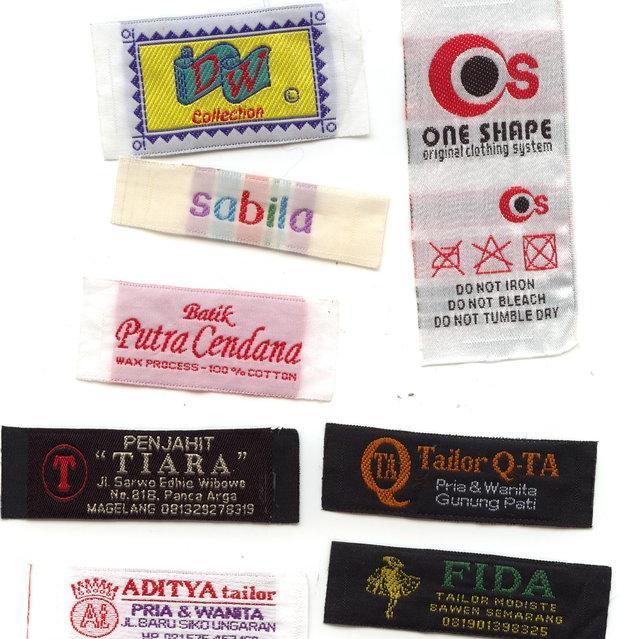 DW
Collection
sabila
Batik
Putra Cendana
WAX PROCESS - 100% COTTON
Os
ONE SHAPE
original clothing system
Os
DO NOT IRON
DO NOT BLEACH
DO NOT TUMBLE DRY
T
PENJAHIT
"TIARA"
Jl. Sarwo Edhie Wibowo
No. 81B, Panca Arga
MAGELANG 081329278319
QTA
Tailor Q-TA
Pria & Wanita
Gunung Pati
ADITYA tailor
PRIA & WANITA
JL. BARU SIKO UNGARAN
FIDA
TAILOR MODISTE
BAWEN SEMARANG
081901398325